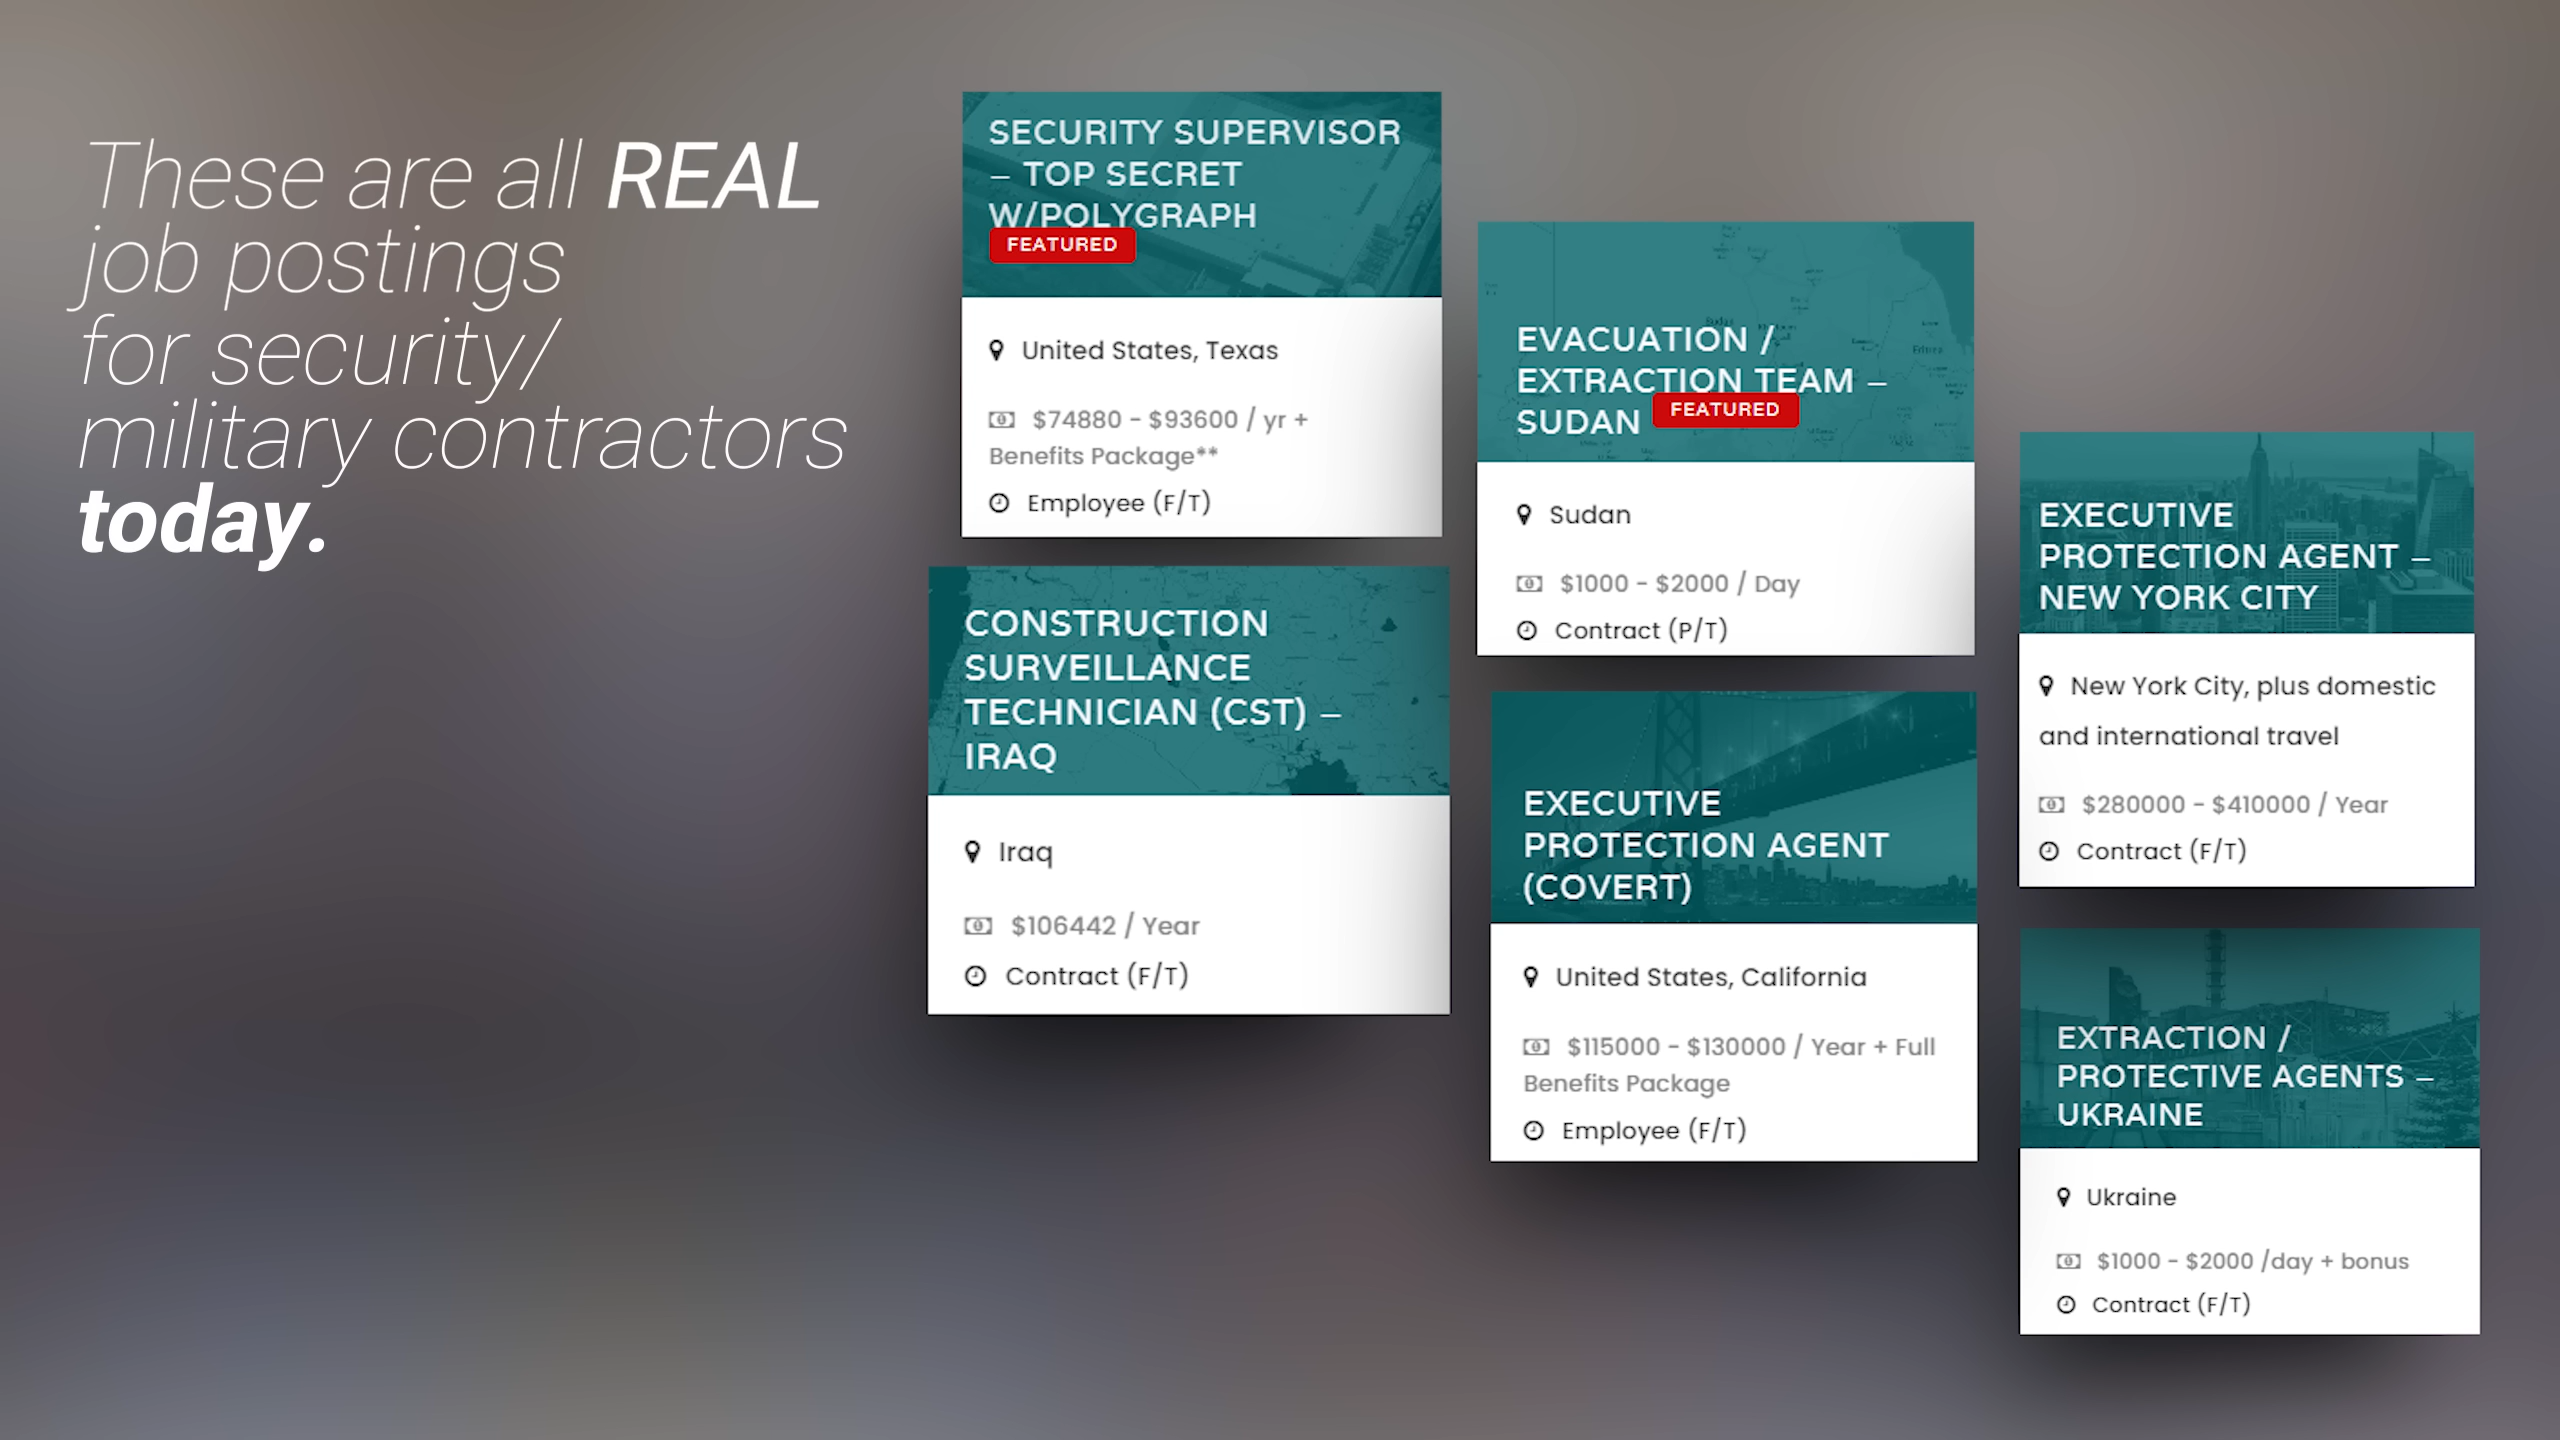 These are all REAL
job postings
for security/
military contractors
today.
SECURITY SUPERVISOR
– TOP SECRET
W/POLYGRAPH
FEATURED
United States, Texas
$74880 - $93600 / yr +
Benefits Package**
Employee (F/T)
EVACUATION /
EXTRACTION TEAM –
SUDAN FEATURED
Sudan
$1000 - $2000 / Day
Contract (P/T)
EXECUTIVE
PROTECTION AGENT –
NEW YORK CITY
New York City, plus domestic
and international travel
$280000 - $410000 / Year
Contract (F/T)
CONSTRUCTION
SURVEILLANCE
TECHNICIAN (CST) –
IRAQ
Iraq
$106442 / Year
Contract (F/T)
EXECUTIVE
PROTECTION AGENT
(COVERT)
United States, California
$115000 - $130000 / Year + Full
Benefits Package
Employee (F/T)
EXTRACTION /
PROTECTIVE AGENTS –
UKRAINE
Ukraine
$1000 - $2000 /day + bonus
Contract (F/T)